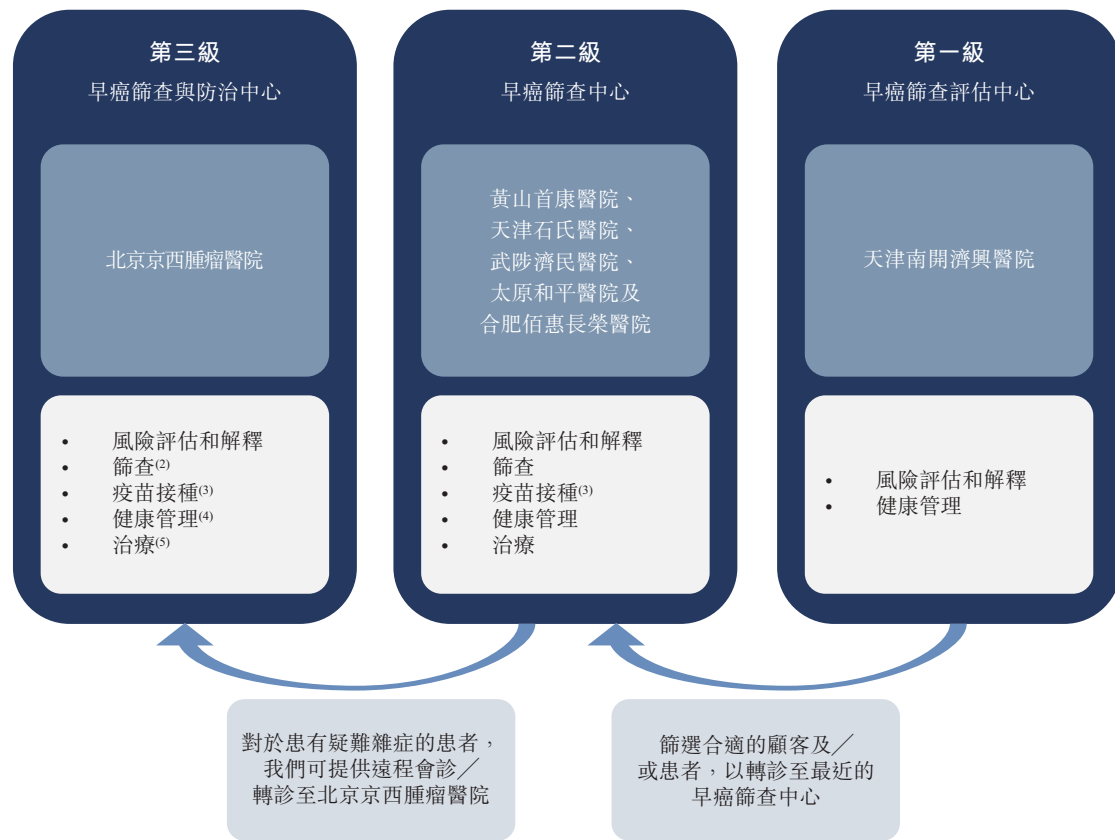 第三級
早癌篩查與防治中心
北京京西腫瘤醫院
• 風險評估和解釋
• 篩查(2)
• 疫苗接種(3)
• 健康管理(4)
• 治療(5)
第二級
早癌篩查中心
黃山首康醫院、
天津石氏醫院、
武陟濟民醫院、
太原和平醫院及
合肥佰惠長榮醫院
• 風險評估和解釋
• 篩查
• 疫苗接種(3)
• 健康管理
• 治療
第一級
早癌篩查評估中心
天津南開濟興醫院
• 風險評估和解釋
• 健康管理
對於患有疑難雜症的患者，
我們可提供遠程會診╱
轉診至北京京西腫瘤醫院
篩選合適的顧客及╱
或患者，以轉診至最近的
早癌篩查中心